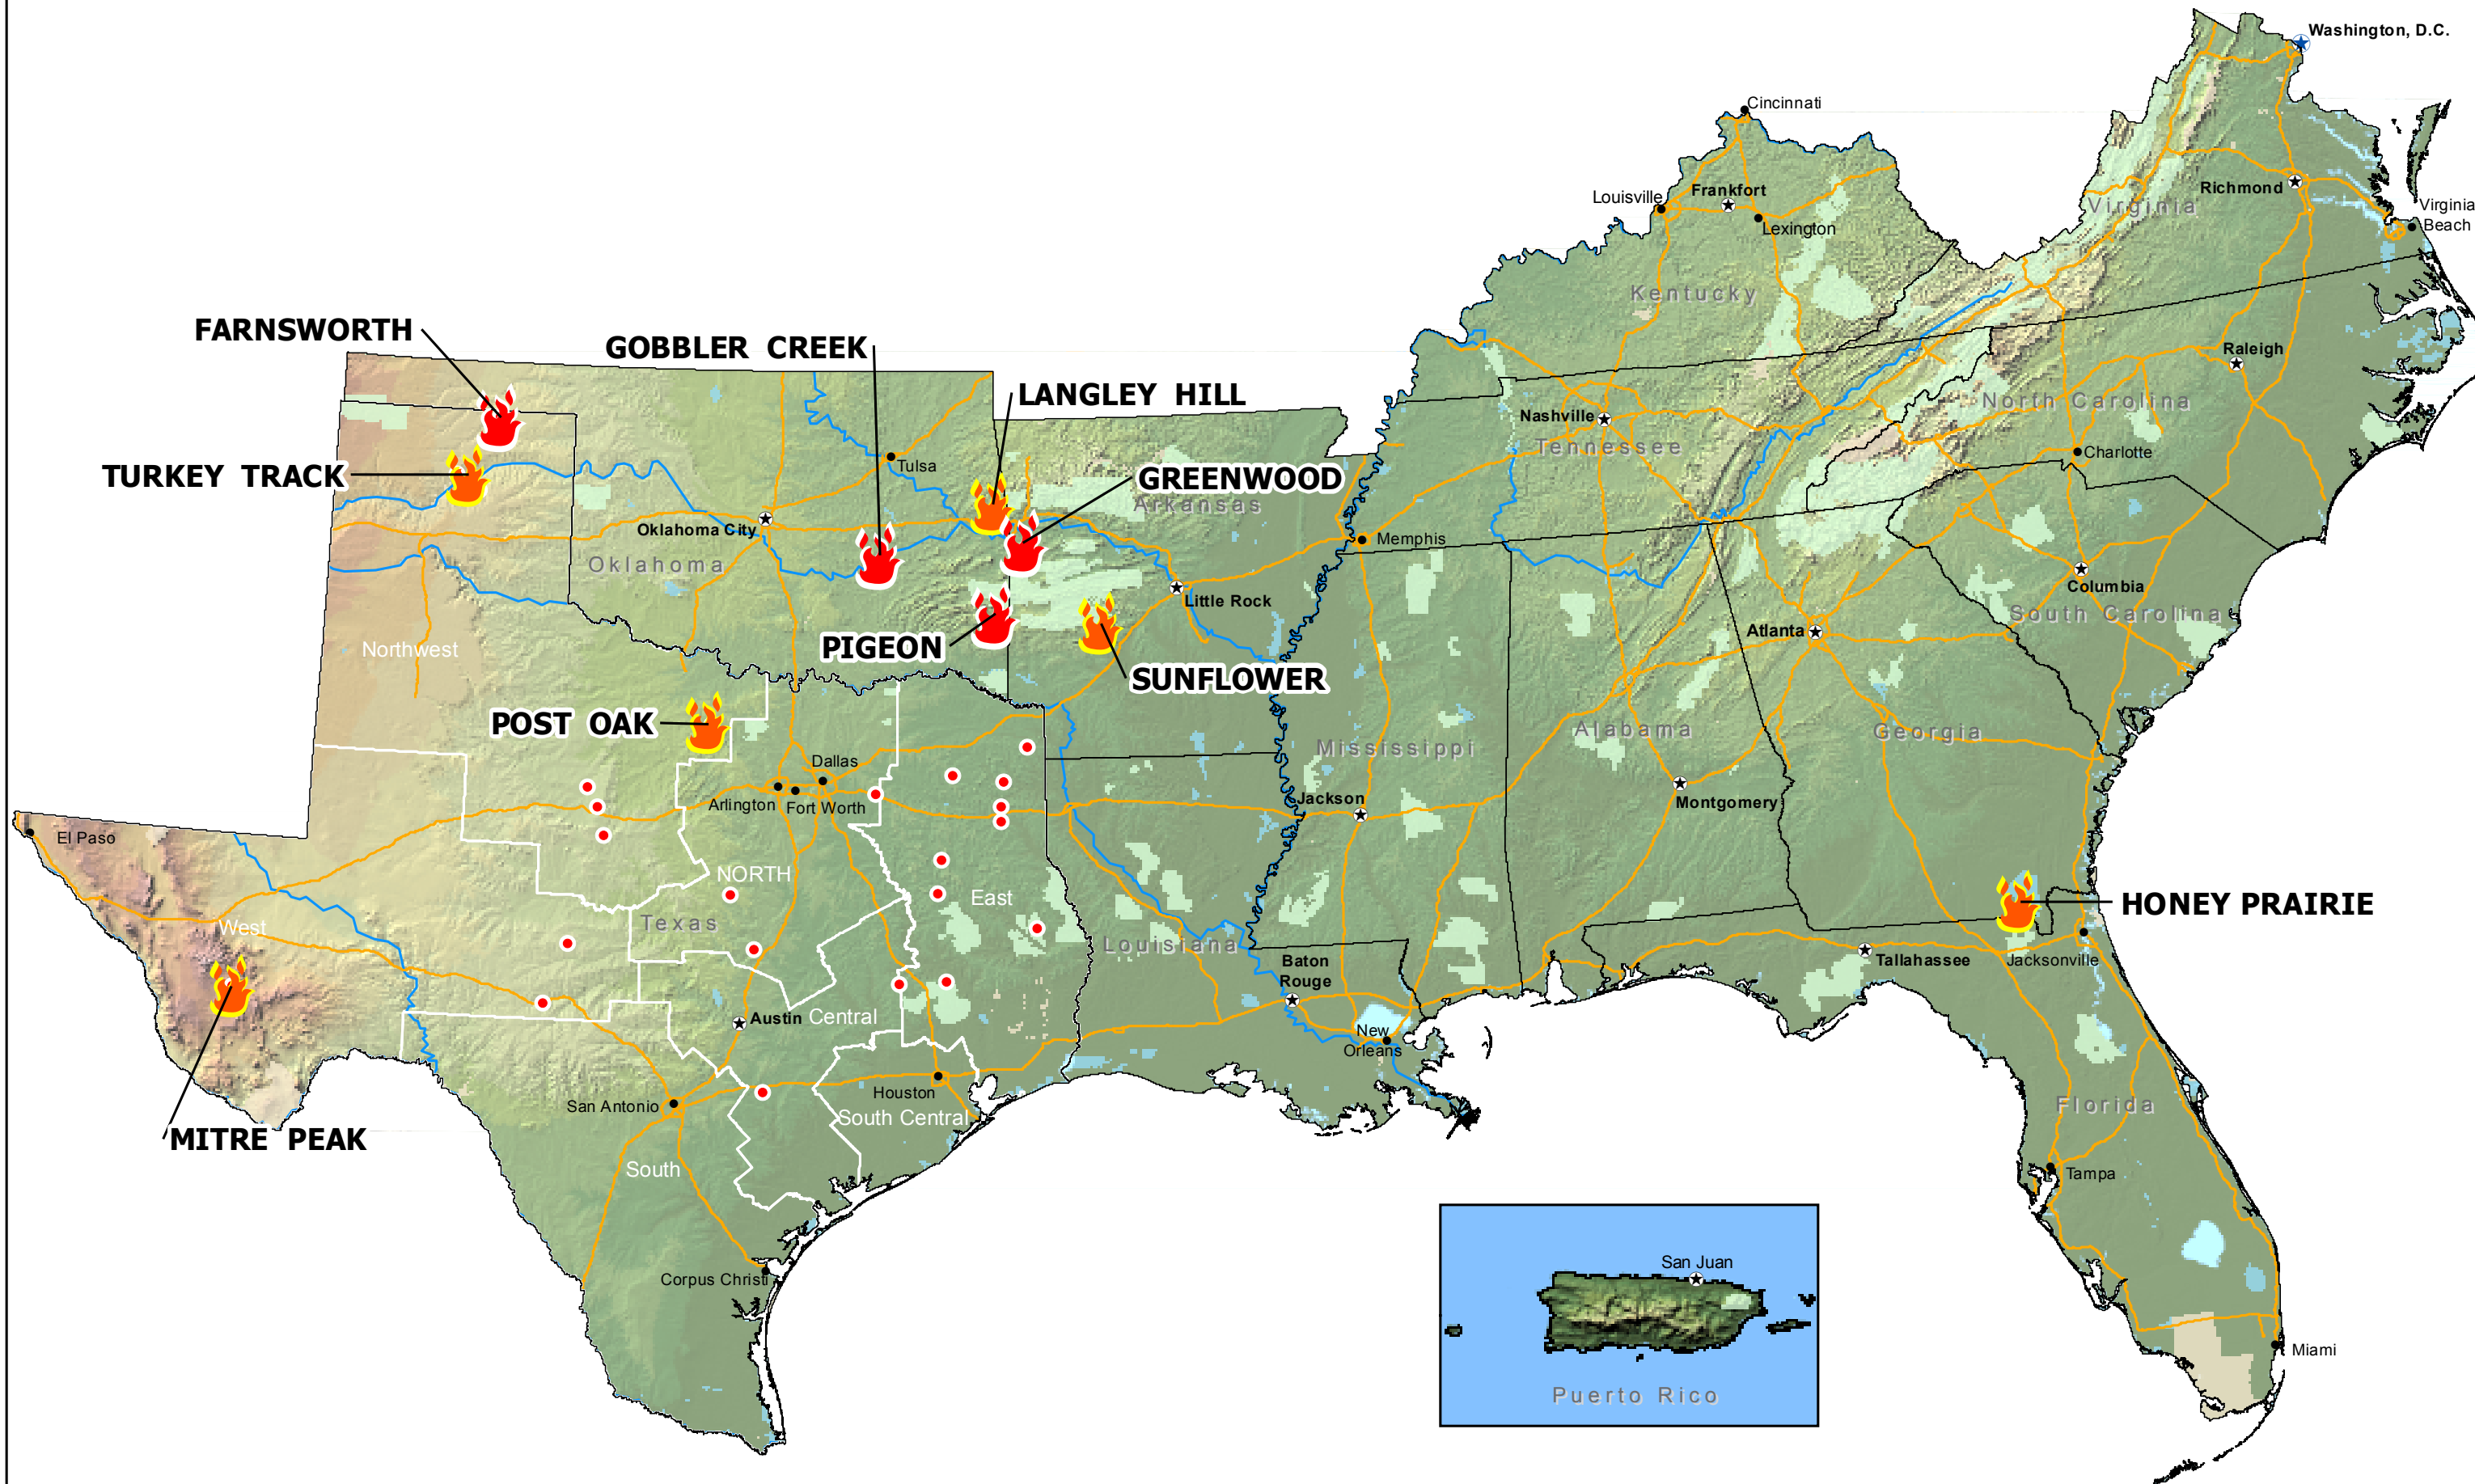 Washington, D.C.
Cincinnati
Louisville
Frankfort
Lexington
Richmond
Virginia
Virginia
Beach
Kentucky
FARNSWORTH
GOBBLER CREEK
Raleigh
LANGLEY HILL
North Carolina
Nashville
Tennessee
Charlotte
TURKEY TRACK
Tulsa
GREENWOOD
Arkansas
Oklahoma City
Memphis
Oklahoma
Columbia
Little Rock
South Carolina
Atlanta
Northwest
PIGEON
SUNFLOWER
POST OAK
Alabama
Georgia
Mississippi
Dallas
Arlington
Fort Worth
Jackson
Montgomery
El Paso
NORTH
East
HONEY PRAIRIE
Texas
West
Louisiana
Baton
Rouge
Tallahassee
Jacksonville
Austin
Central
New
Orleans
Houston
San Antonio
South Central
Florida
MITRE PEAK
South
Tampa
San Juan
Corpus Christi
Miami
Puerto Rico